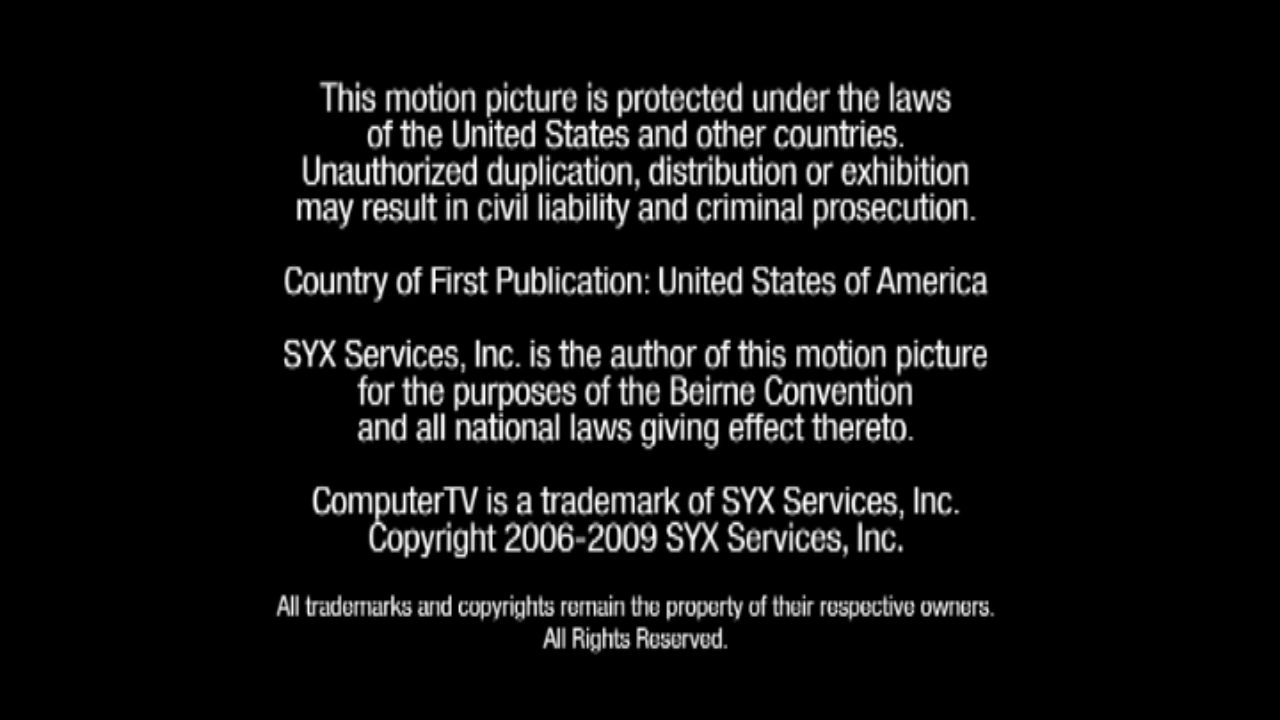 This motion picture is protected under the laws
of the United States and other countries.
Unauthorized duplication, distribution or exhibition
may result in civil liability and criminal prosecution.
Country of First Publication: United States of America
SYX Services, Inc. is the author of this motion picture
for the purposes of the Beirne Convention
and all national laws giving effect thereto.
ComputerTV is a trademark of SYX Services, Inc.
Copyright 2006-2009 SYX Services, Inc.
All trademarks and copyrights remain the property of their respective owners.
All Rights Reserved.